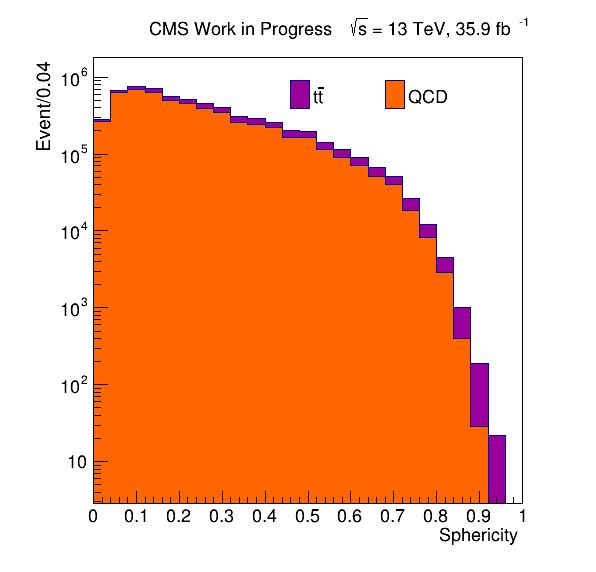 CMS Work in Progress √s = 13 TeV, 35.9 fb⁻¹
Event/0.04
tt̄
QCD
10⁶
10⁵
10⁴
10³
10²
10
0 0.1 0.2 0.3 0.4 0.5 0.6 0.7 0.8 0.9 1
Sphericity